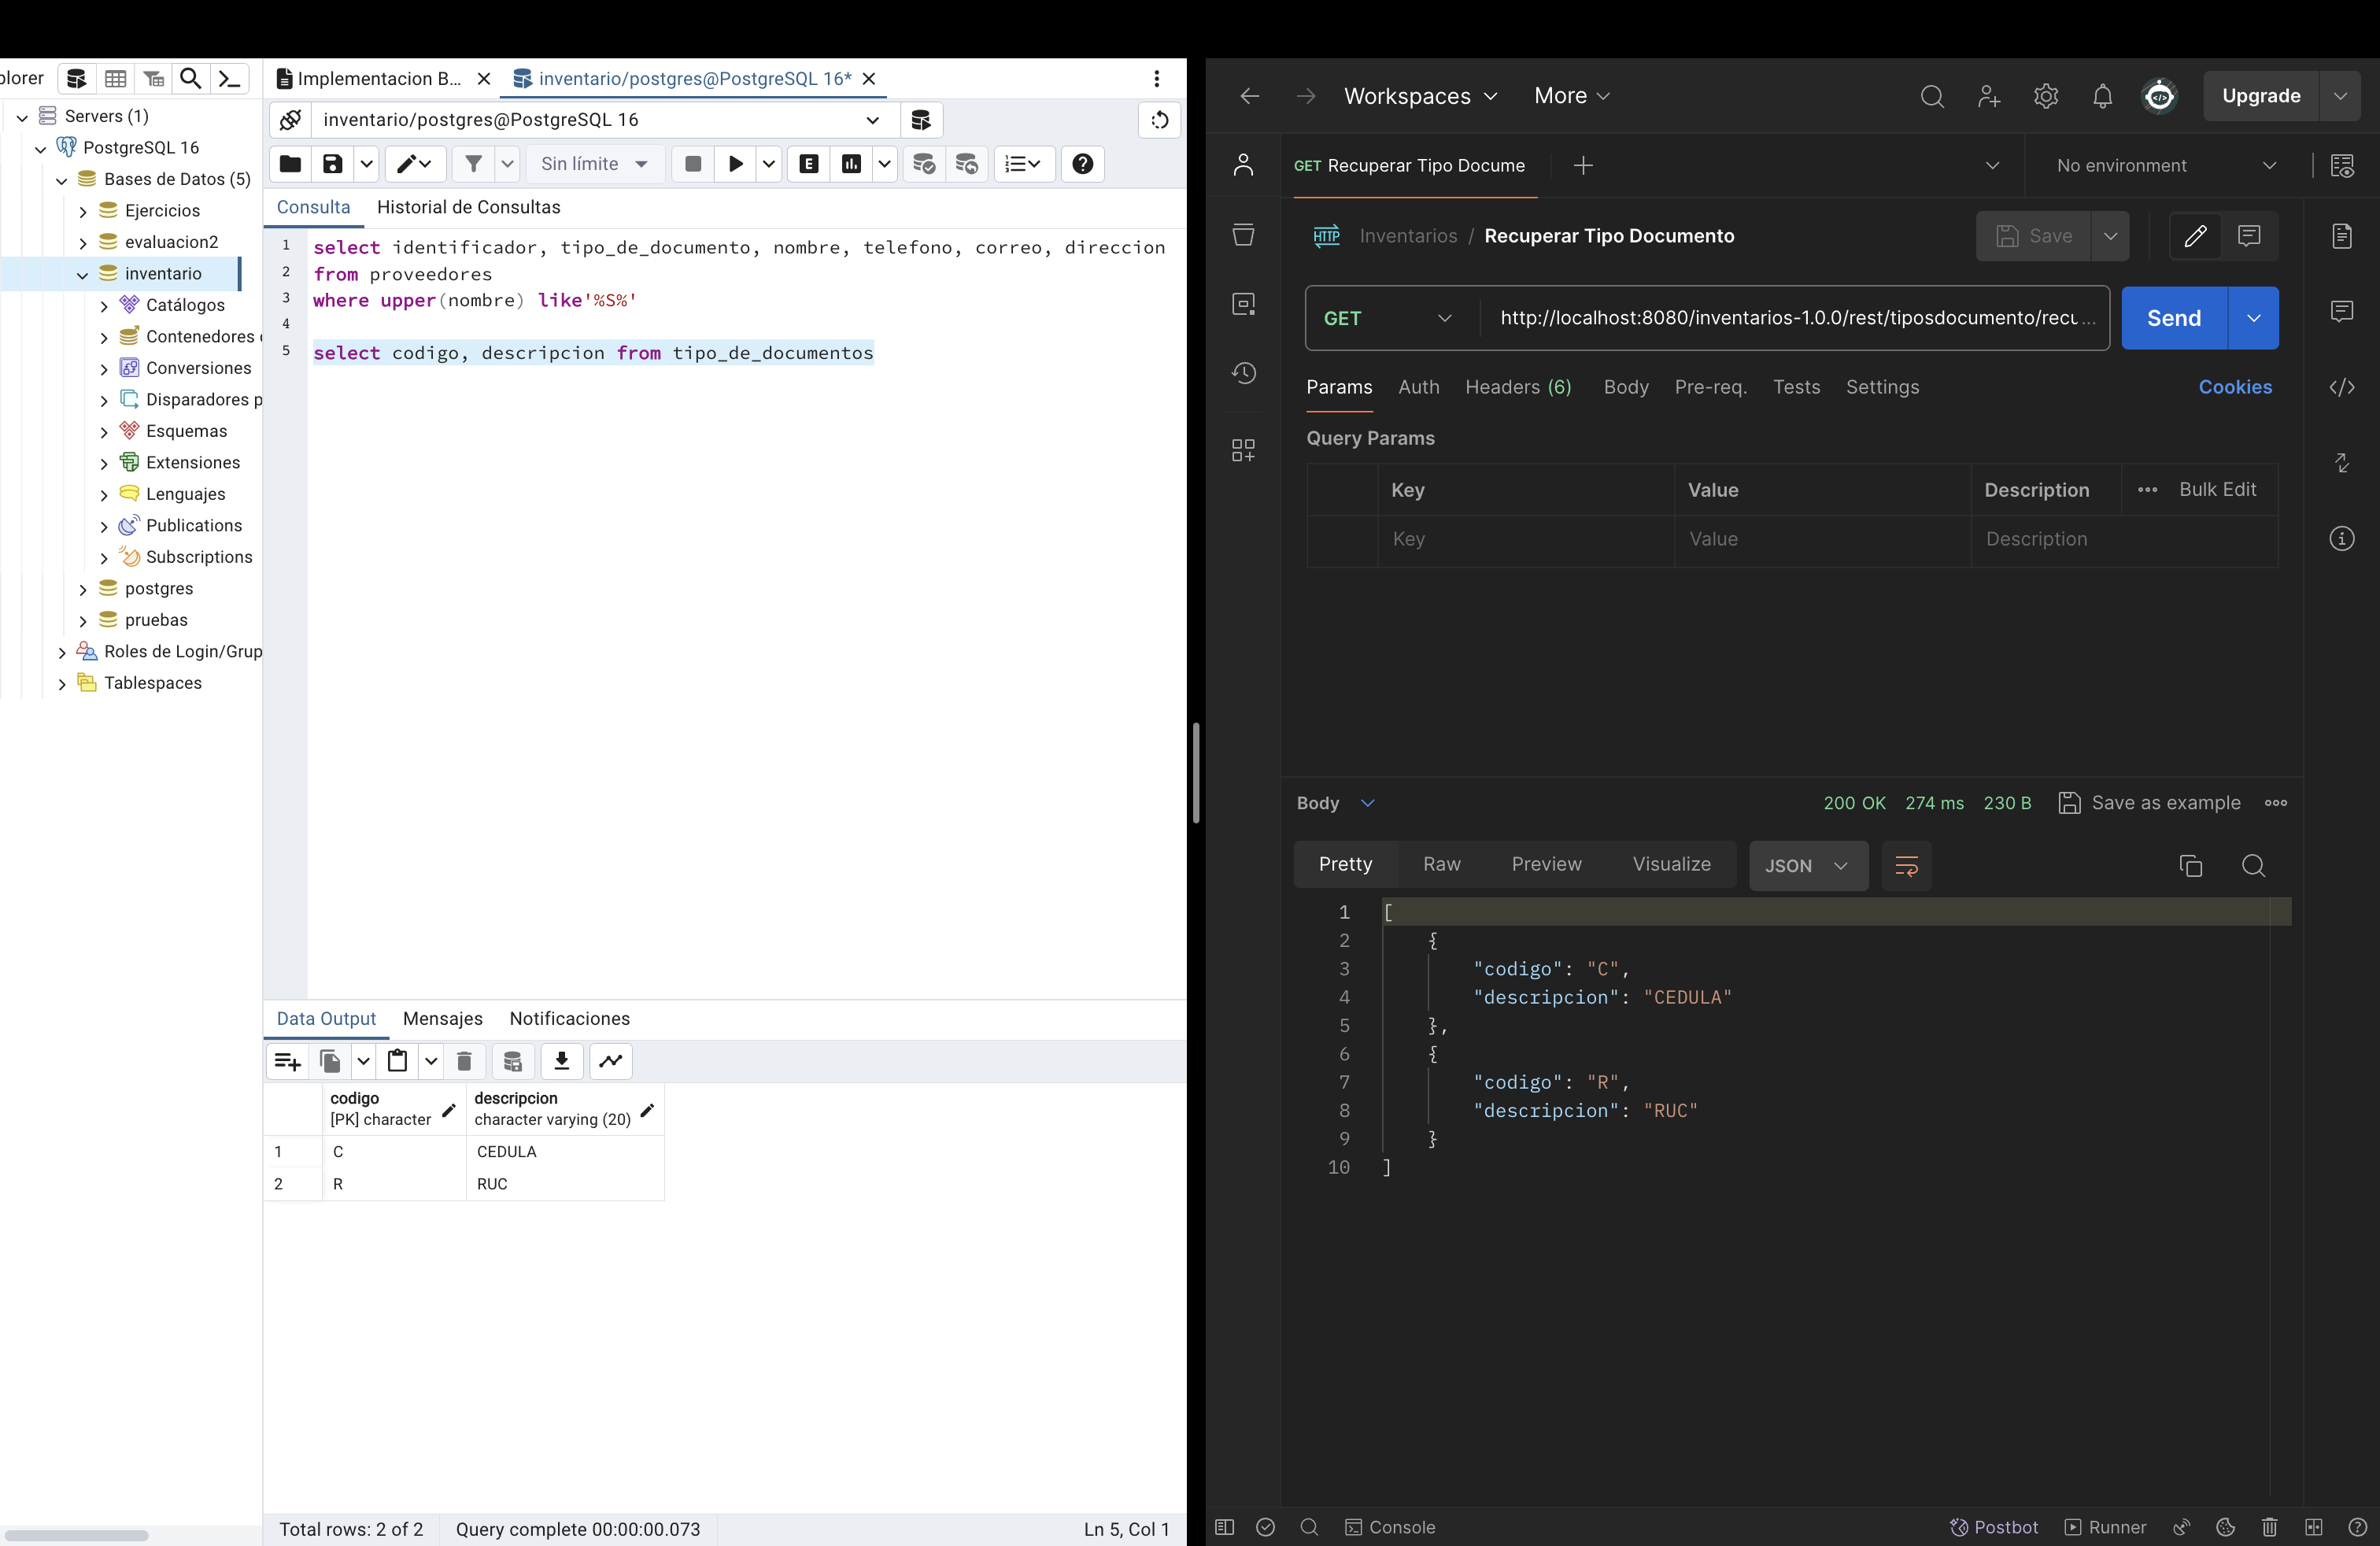 plorer
Servers (1)
PostgreSQL 16
Bases de Datos (5)
Ejercicios
evaluacion2
inventario
Catálogos
Contenedores
Conversiones
Disparadores p
Esquemas
Extensiones
Lenguajes
Publications
Subscriptions
postgres
pruebas
Roles de Login/Grup
Tablespaces
Implementacion B...
inventario/postgres@PostgreSQL 16*
inventario/postgres@PostgreSQL 16
Sin límite
E
Consulta Historial de Consultas
1 select identificador, tipo_de_documento, nombre, telefono, correo, direccion
2 from proveedores
3 where upper(nombre) like'%S%'
4
5 select codigo, descripcion from tipo_de_documentos
Data Output Mensajes Notificaciones
codigo descripcion
[PK] character character varying (20)
1 C CEDULA
2 R RUC
Total rows: 2 of 2 Query complete 00:00:00.073 Ln 5, Col 1
Workspaces More Upgrade
GET Recuperar Tipo Docume No environment
HTTP Inventarios / Recuperar Tipo Documento Save
GET http://localhost:8080/inventarios-1.0.0/rest/tiposdocumento/recu... Send
Params Auth Headers (6) Body Pre-req. Tests Settings Cookies
Query Params
Key Value Description Bulk Edit
Key Value Description
Body 200 OK 274 ms 230 B Save as example
Pretty Raw Preview Visualize JSON
1 [
2 {
3 "codigo": "C",
4 "descripcion": "CEDULA"
5 },
6 {
7 "codigo": "R",
8 "descripcion": "RUC"
9 }
10 ]
Console Postbot Runner